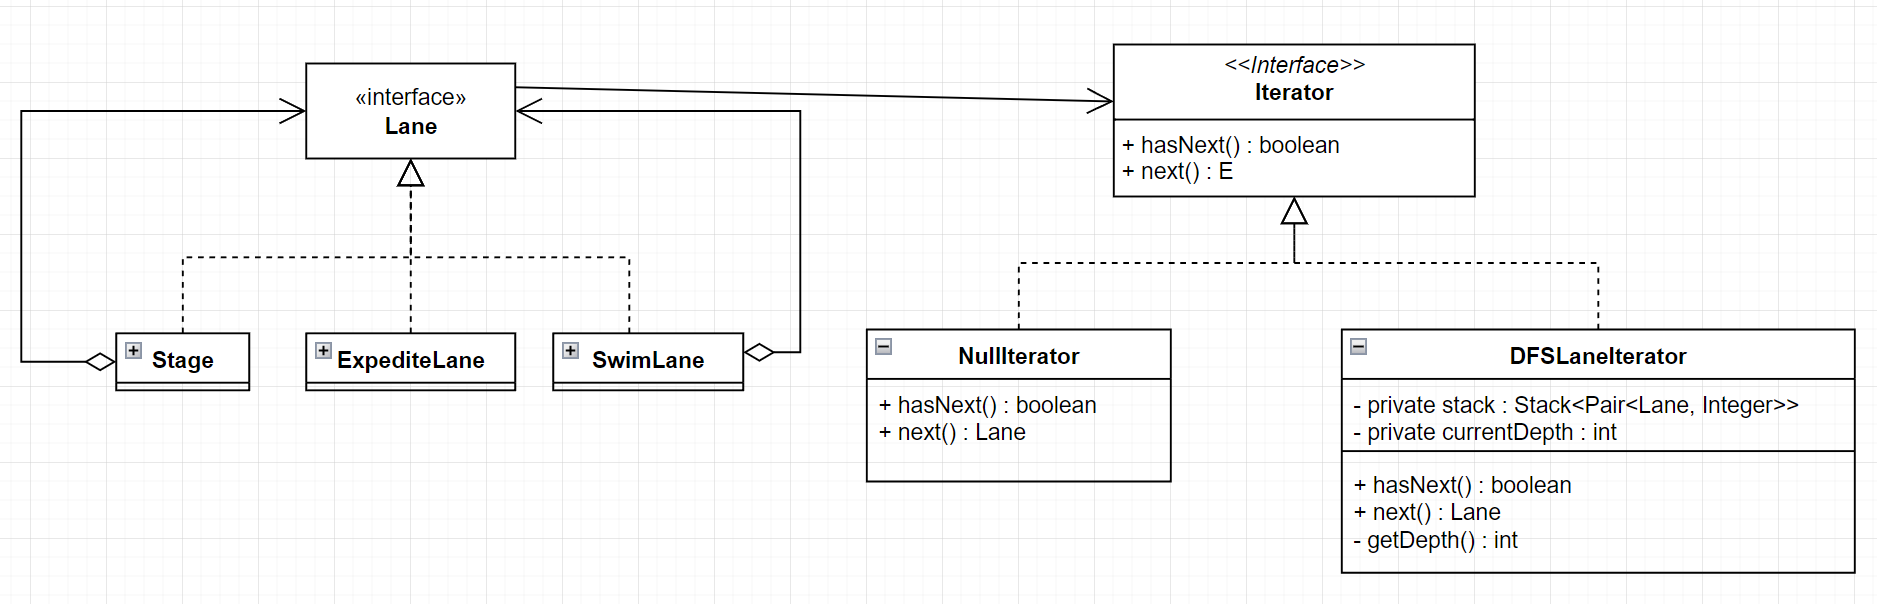 «interface»
Lane
<<Interface>>
Iterator
+ hasNext() : boolean
+ next() : E
Stage
ExpediteLane
SwimLane
NullIterator
+ hasNext() : boolean
+ next() : Lane
DFSLaneIterator
- private stack : Stack<Pair<Lane, Integer>>
- private currentDepth : int
+ hasNext() : boolean
+ next() : Lane
- getDepth() : int